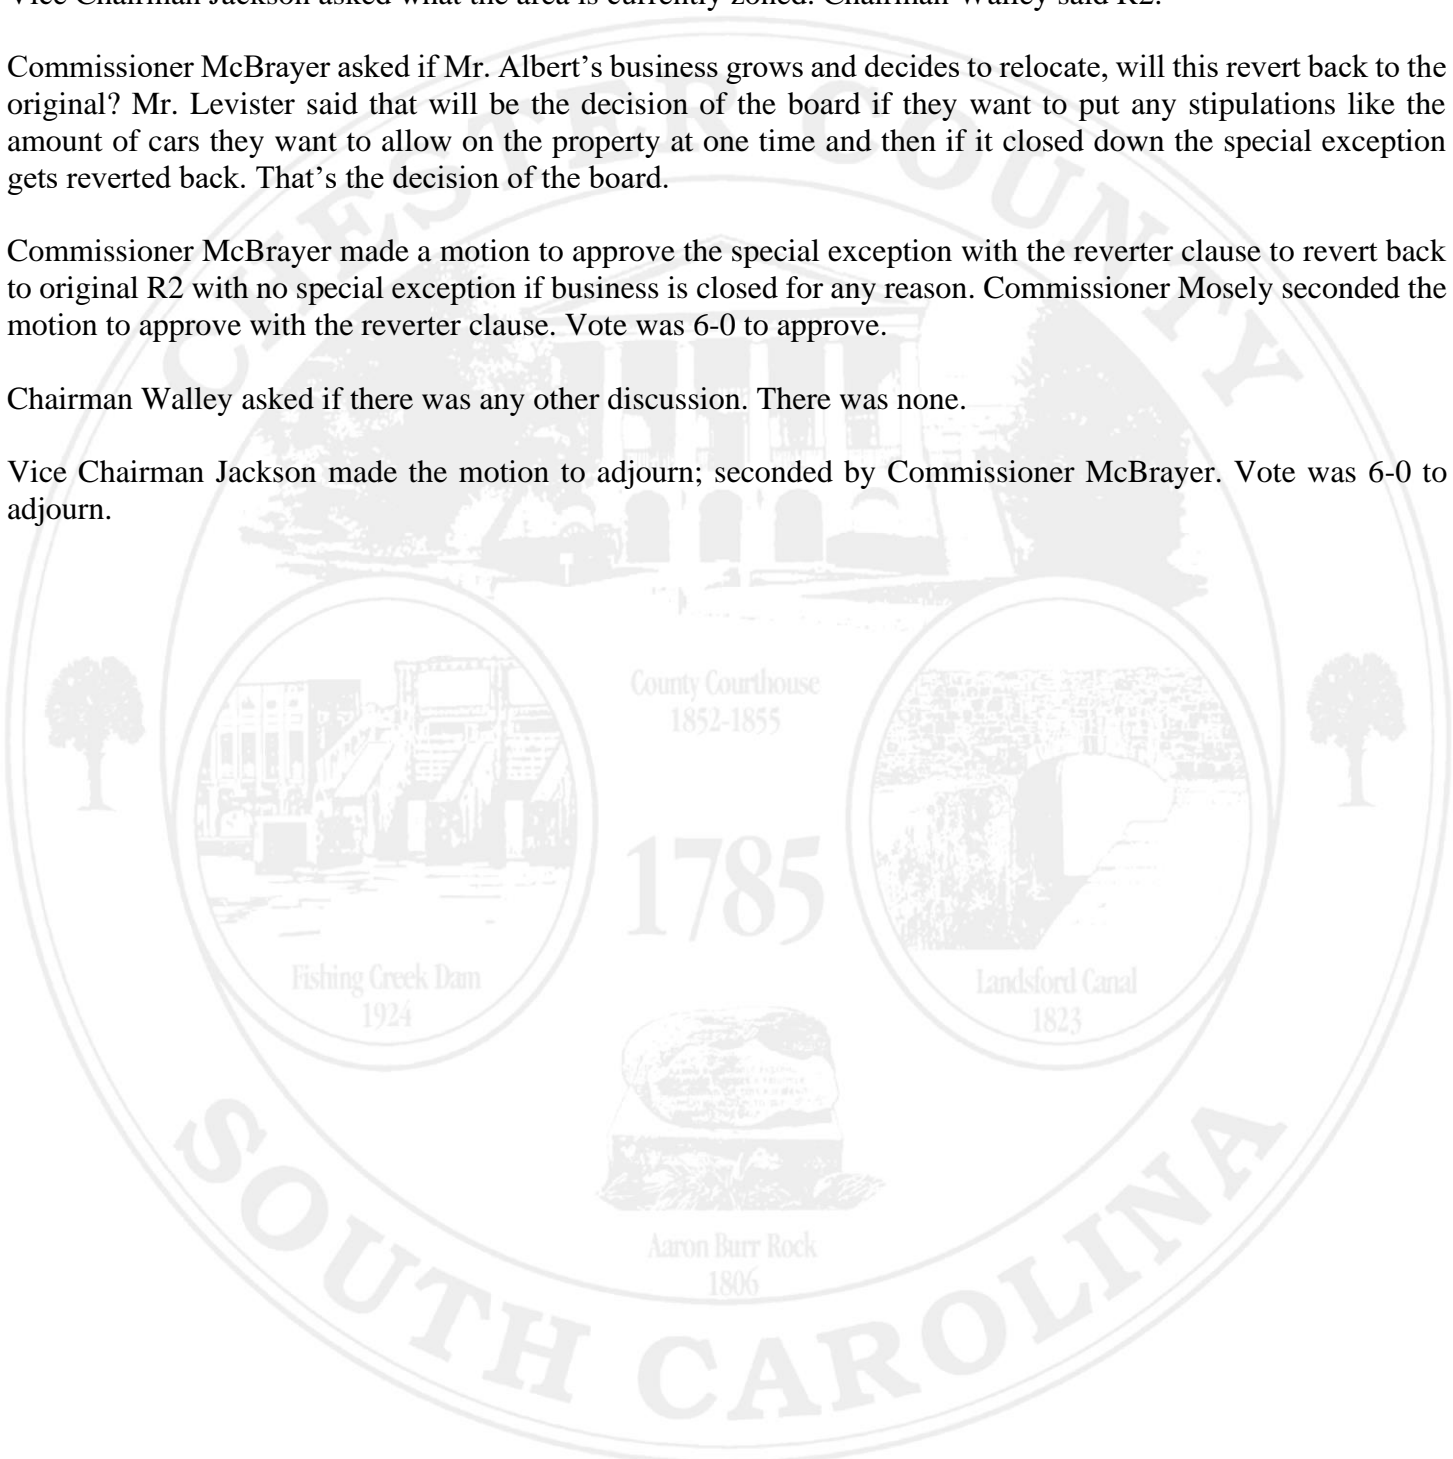 Vice Chairman Jackson asked what the area is currently zoned. Chairman Walley said R2.
Commissioner McBrayer asked if Mr. Albert’s business grows and decides to relocate, will this revert back to the
original? Mr. Levister said that will be the decision of the board if they want to put any stipulations like the
amount of cars they want to allow on the property at one time and then if it closed down the special exception
gets reverted back. That’s the decision of the board.
Commissioner McBrayer made a motion to approve the special exception with the reverter clause to revert back
to original R2 with no special exception if business is closed for any reason. Commissioner Mosely seconded the
motion to approve with the reverter clause. Vote was 6-0 to approve.
Chairman Walley asked if there was any other discussion. There was none.
Vice Chairman Jackson made the motion to adjourn; seconded by Commissioner McBrayer. Vote was 6-0 to
adjourn.
CHESTER COUNTY
County Courthouse
1852-1855
1785
Fishing Creek Dam
1924
Landsford Canal
1823
Aaron Burr Rock
1806
SOUTH CAROLINA